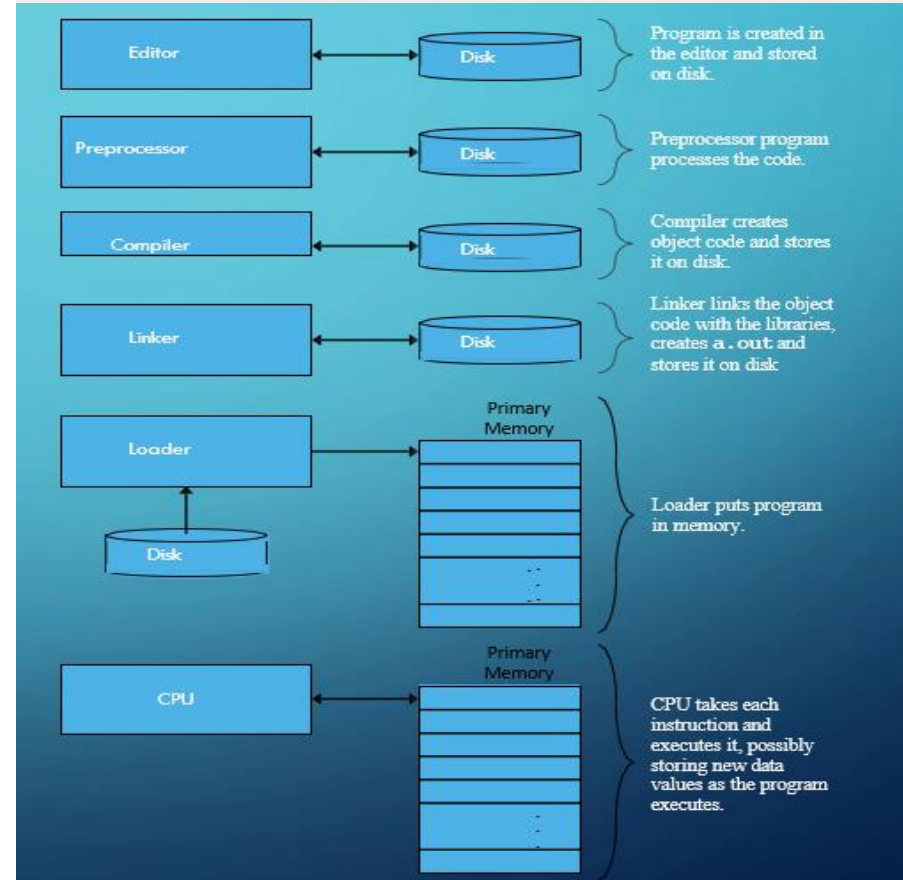 Editor
Disk
Program is created in
the editor and stored
on disk.
Preprocessor
Disk
Preprocessor program
processes the code.
Compiler
Disk
Compiler creates
object code and stores
it on disk.
Linker
Disk
Linker links the object
code with the libraries,
creates a.out and
stores it on disk
Primary
Memory
Loader
Disk
Loader puts program
in memory.
Primary
Memory
CPU
CPU takes each
instruction and
executes it, possibly
storing new data
values as the program
executes.